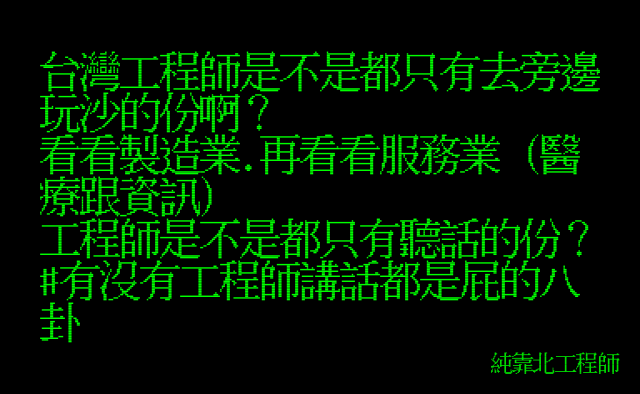 台灣工程師是不是都只有去旁邊
玩沙的份啊？
看看製造業.再看看服務業（醫
療跟資訊）
工程師是不是都只有聽話的份？
#有沒有工程師講話都是屁的八
卦
純靠北工程師